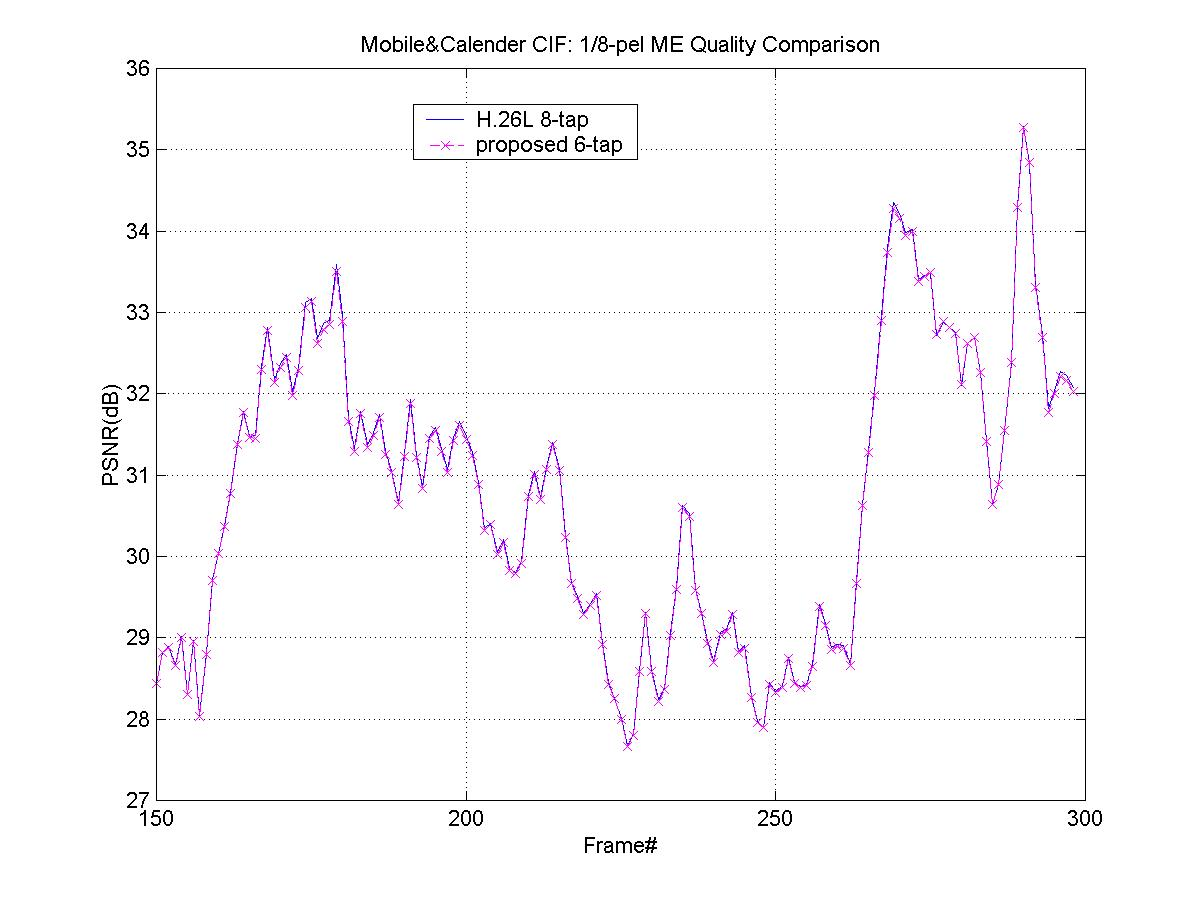 Mobile&Calender CIF: 1/8-pel ME Quality Comparison
36
35
34
33
32
31
30
29
28
27
PSNR(dB)
H.26L 8-tap
proposed 6-tap
150
200
250
300
Frame#